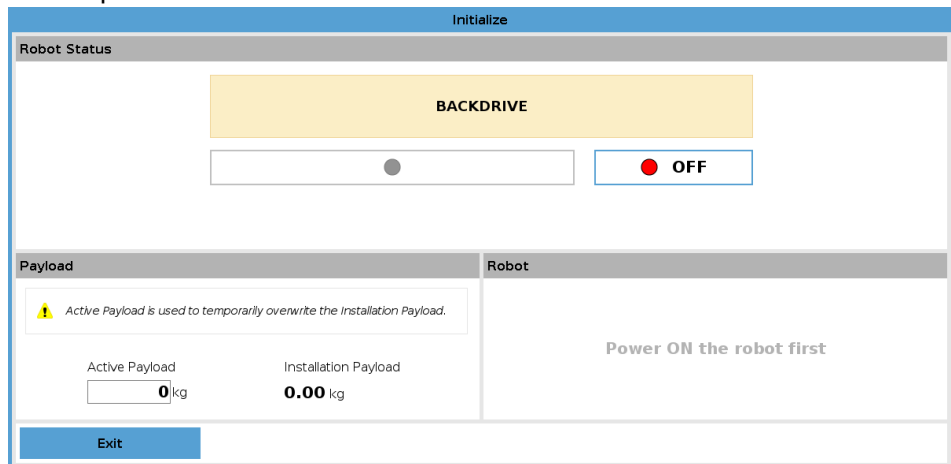 Initialize
Robot Status
BACKDRIVE
OFF
Payload
Robot
Active Payload is used to temporarily overwrite the Installation Payload.
Power ON the robot first
Active Payload
Installation Payload
0 kg
0.00 kg
Exit